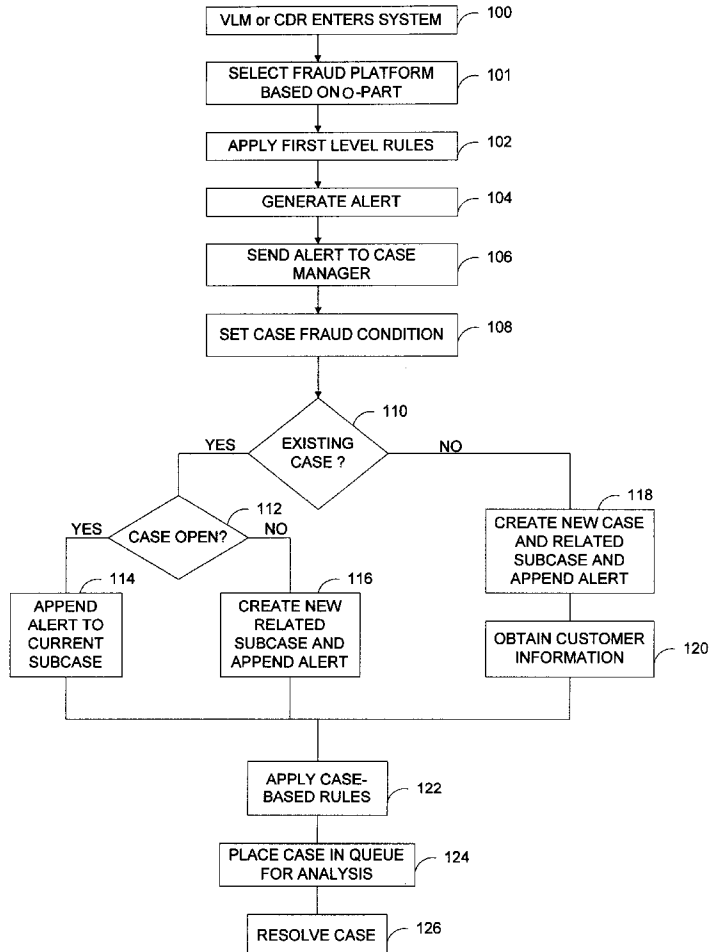 VLM or CDR ENTERS SYSTEM
100
SELECT FRAUD PLATFORM
BASED ON O-PART
101
APPLY FIRST LEVEL RULES
102
GENERATE ALERT
104
SEND ALERT TO CASE
MANAGER
106
SET CASE FRAUD CONDITION
108
110
EXISTING
CASE ?
YES
NO
112
CASE OPEN?
YES
NO
114
APPEND
ALERT TO
CURRENT
SUBCASE
116
CREATE NEW
RELATED
SUBCASE AND
APPEND ALERT
118
CREATE NEW CASE
AND RELATED
SUBCASE AND
APPEND ALERT
OBTAIN CUSTOMER
INFORMATION
120
APPLY CASE-
BASED RULES
122
PLACE CASE IN QUEUE
FOR ANALYSIS
124
RESOLVE CASE
126